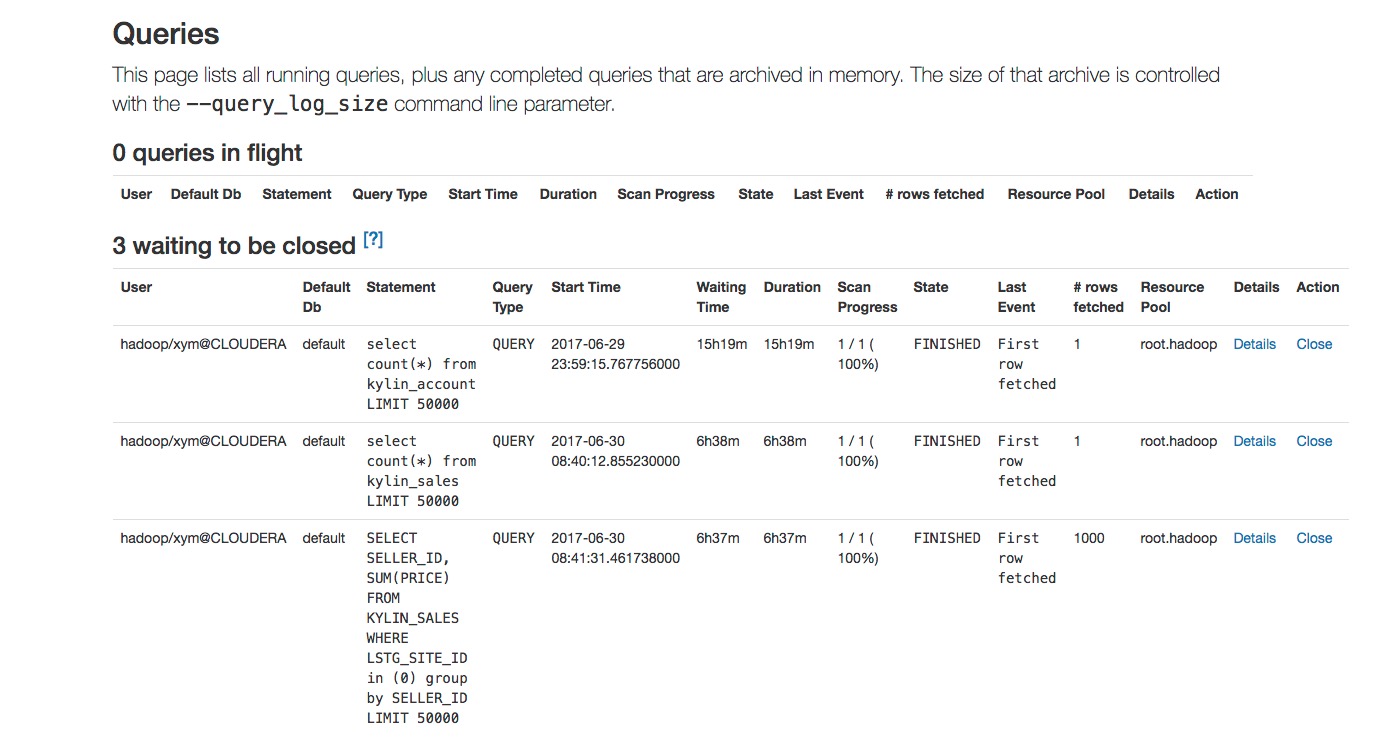 Queries
This page lists all running queries, plus any completed queries that are archived in memory. The size of that archive is controlled
with the --query_log_size command line parameter.
0 queries in flight
User Default Db Statement Query Type Start Time Duration Scan Progress State Last Event # rows fetched Resource Pool Details Action
3 waiting to be closed [?]
User Default Statement Query Start Time Waiting Duration Scan State Last # rows Resource Details Action
Db Type Time Progress Event fetched Pool
hadoop/xym@CLOUDERA default select QUERY 2017-06-29 15h19m 15h19m 1 / 1 ( FINISHED First 1 root.hadoop Details Close
count(*) from 23:59:15.767756000 100%) row
kylin_account fetched
LIMIT 50000
hadoop/xym@CLOUDERA default select QUERY 2017-06-30 6h38m 6h38m 1 / 1 ( FINISHED First 1 root.hadoop Details Close
count(*) from 08:40:12.855230000 100%) row
kylin_sales fetched
LIMIT 50000
hadoop/xym@CLOUDERA default SELECT QUERY 2017-06-30 6h37m 6h37m 1 / 1 ( FINISHED First 1000 root.hadoop Details Close
SELLER_ID, 08:41:31.461738000 100%) row
SUM(PRICE) fetched
FROM
KYLIN_SALES
WHERE
LSTG_SITE_ID
in (0) group
by SELLER_ID
LIMIT 50000